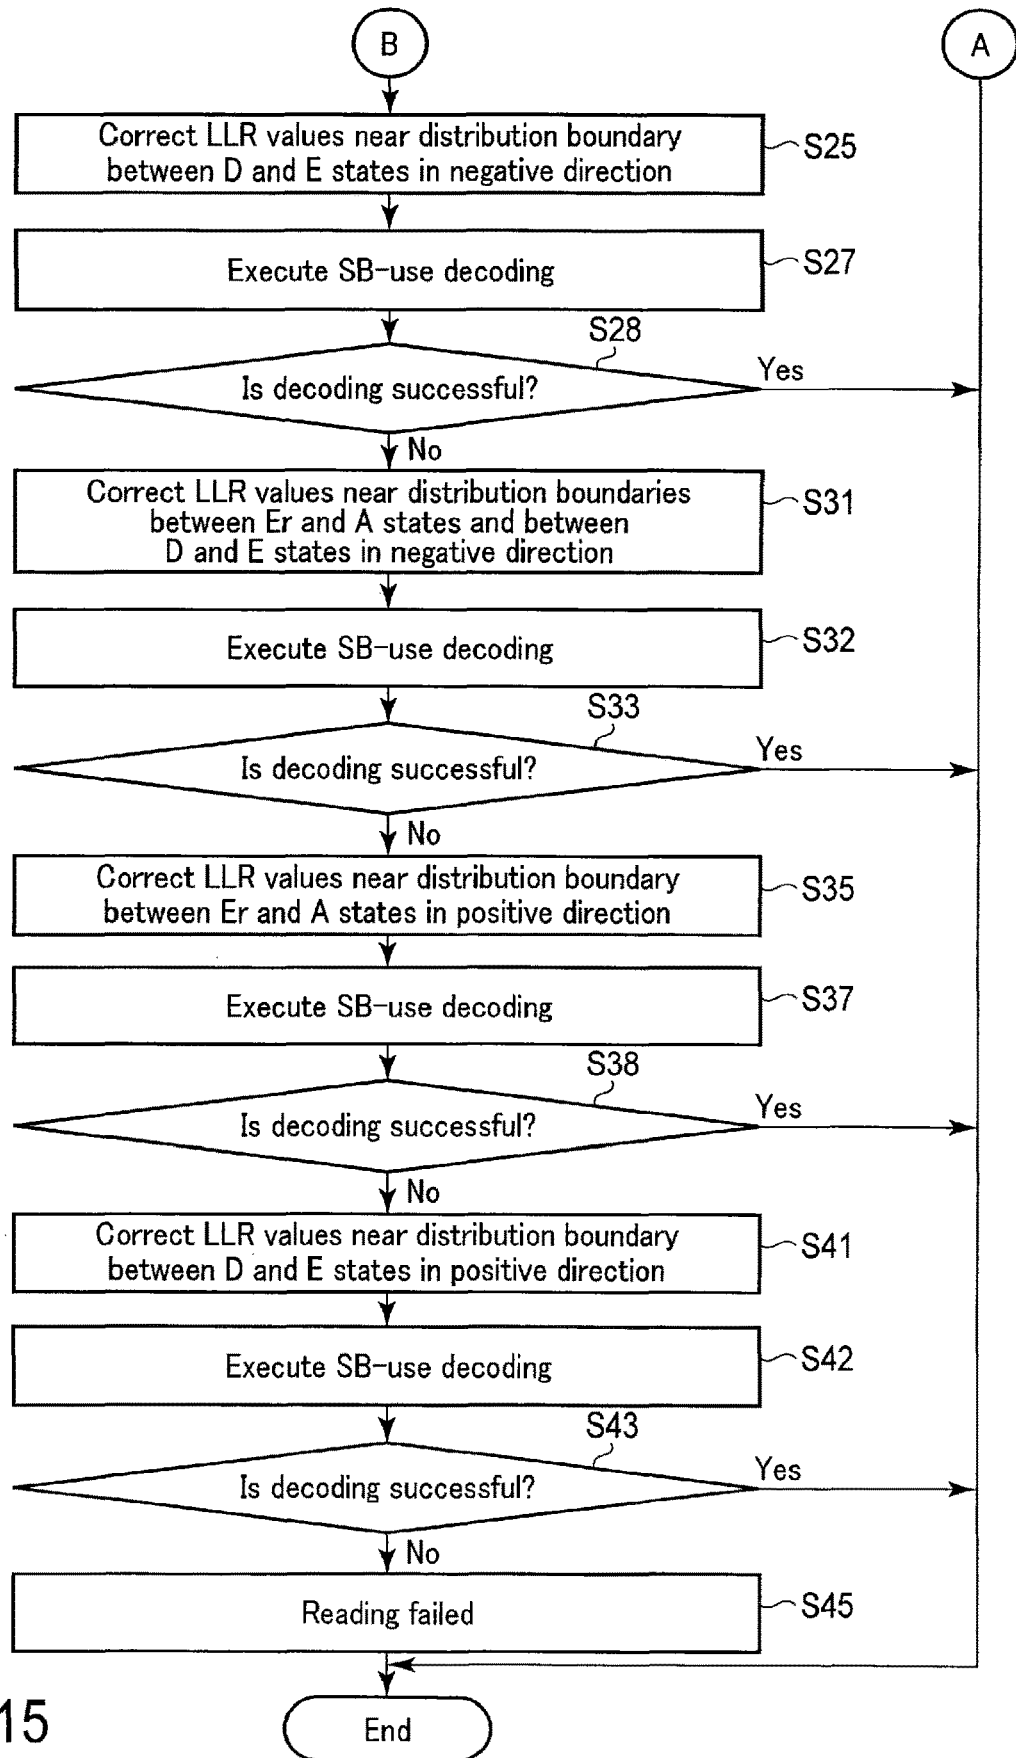 B
A
Correct LLR values near distribution boundary
between D and E states in negative direction
S25
Execute SB-use decoding
S27
S28
Is decoding successful?
Yes
No
Correct LLR values near distribution boundaries
between Er and A states and between
D and E states in negative direction
S31
Execute SB-use decoding
S32
S33
Is decoding successful?
Yes
No
Correct LLR values near distribution boundary
between Er and A states in positive direction
S35
Execute SB-use decoding
S37
S38
Is decoding successful?
Yes
No
Correct LLR values near distribution boundary
between D and E states in positive direction
S41
Execute SB-use decoding
S42
S43
Is decoding successful?
Yes
No
Reading failed
S45
End
15